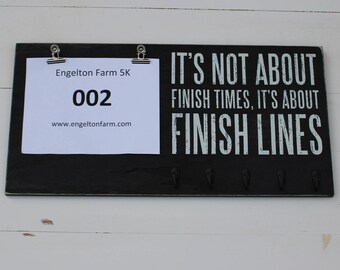 Engelton Farm 5K
002
www.engeltonfarm.com
IT'S NOT ABOUT
FINISH TIMES, IT'S ABOUT
FINISH LINES